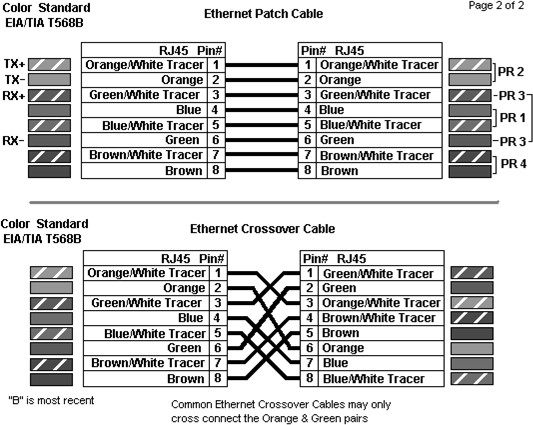 Color Standard
EIA/TIA T568B
Ethernet Patch Cable
Page 2 of 2
RJ45 Pin#
Pin# RJ45
TX+ Orange/White Tracer 1
1 Orange/White Tracer
TX- Orange 2
2 Orange
PR 2
RX+ Green/White Tracer 3
3 Green/White Tracer
PR 3
Blue 4
4 Blue
Blue/White Tracer 5
5 Blue/White Tracer
PR 1
RX- Green 6
6 Green
PR 3
Brown/White Tracer 7
7 Brown/White Tracer
Brown 8
8 Brown
PR 4
Color Standard
EIA/TIA T568B
Ethernet Crossover Cable
RJ45 Pin#
Pin# RJ45
Orange/White Tracer 1
1 Green/White Tracer
Orange 2
2 Green
Green/White Tracer 3
3 Orange/White Tracer
Blue 4
4 Brown/White Tracer
Blue/White Tracer 5
5 Brown
Green 6
6 Orange
Brown/White Tracer 7
7 Blue
Brown 8
8 Blue/White Tracer
"B" is most recent
Common Ethernet Crossover Cables may only
cross connect the Orange & Green pairs